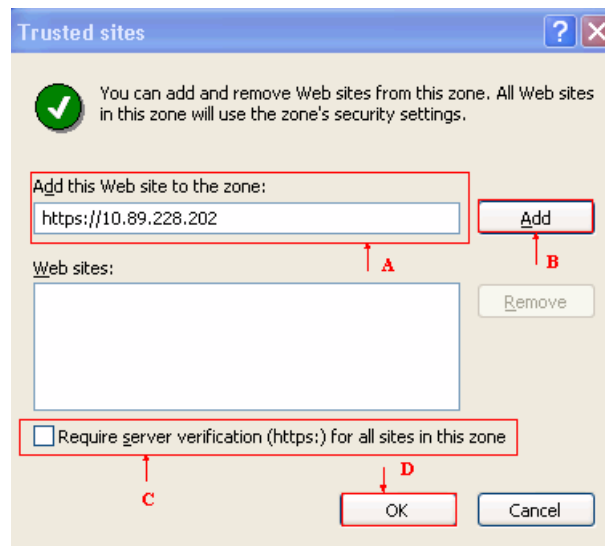 Trusted sites
You can add and remove Web sites from this zone. All Web sites
in this zone will use the zone's security settings.
Add this Web site to the zone:
https://10.89.228.202
Add
A
B
Web sites:
Remove
Require server verification (https:) for all sites in this zone
C
D
OK
Cancel